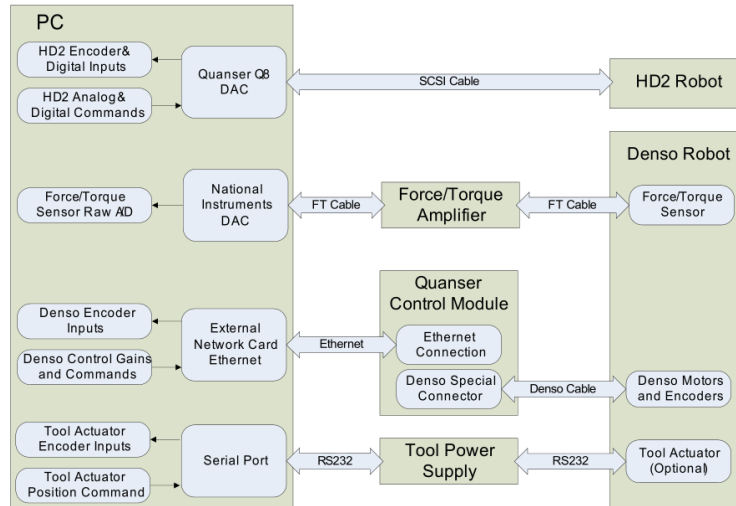 PC
HD2 Encoder&
Digital Inputs
HD2 Analog&
Digital Commands
Quanser Q8
DAC
SCSI Cable
HD2 Robot
Denso Robot
Force/Torque
Sensor Raw A/D
National
Instruments
DAC
FT Cable
Force/Torque
Amplifier
FT Cable
Force/Torque
Sensor
Quanser
Control Module
Denso Encoder
Inputs
Denso Control Gains
and Commands
External
Network Card
Ethernet
Ethernet
Ethernet
Connection
Denso Special
Connector
Denso Cable
Denso Motors
and Encoders
Tool Actuator
Encoder Inputs
Tool Actuator
Position Command
Serial Port
RS232
Tool Power
Supply
RS232
Tool Actuator
(Optional)